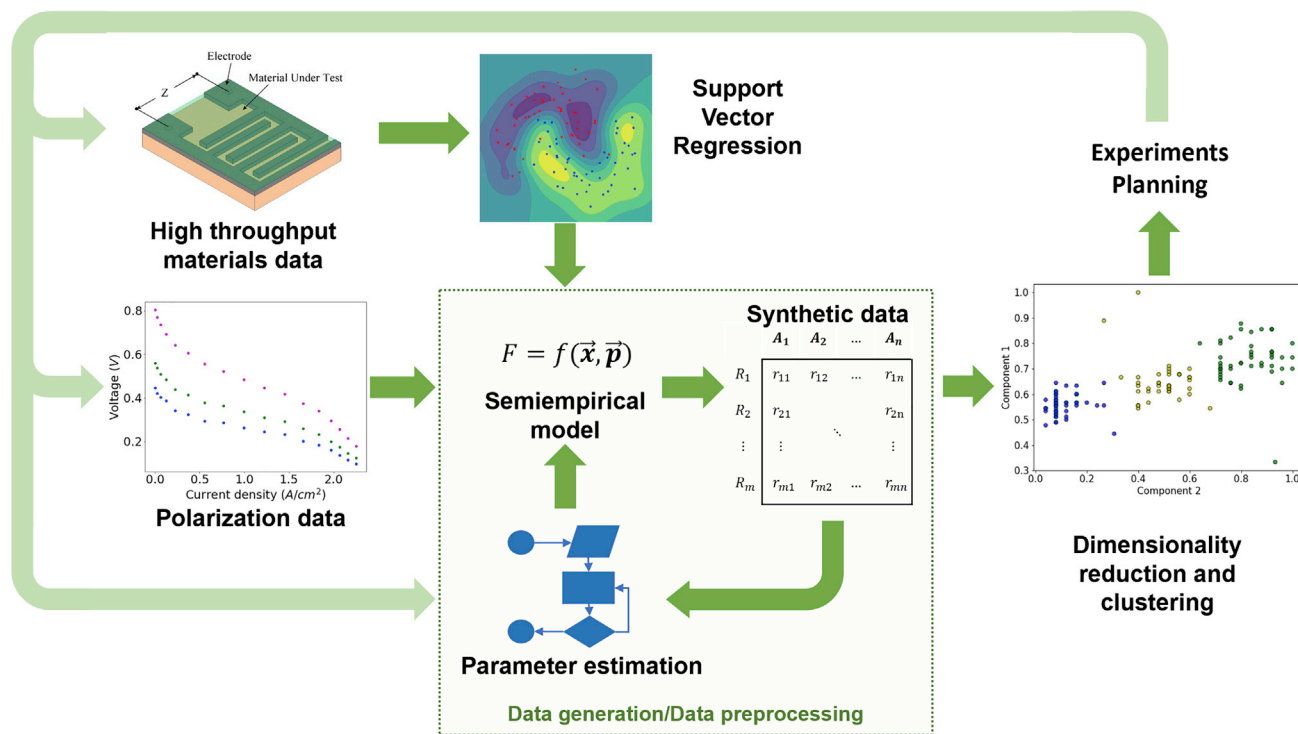 Electrode
Material Under Test
Z
High throughput
materials data
Support
Vector
Regression
Experiments
Planning
0.8
0.6
0.4
0.2
Voltage (V)
0.0 0.5 1.0 1.5 2.0
Current density (A/cm²)
Polarization data
F = f(x⃗, p⃗)
Semiempirical
model
Synthetic data
A₁ A₂ ... Aₙ
R₁ r₁₁ r₁₂ ... r₁ₙ
R₂ r₂₁ r₂ₙ
⋮ ⋮ ⋱ ⋮
Rₘ rₘ₁ rₘ₂ ... rₘₙ
Parameter estimation
Data generation/Data preprocessing
1.0
0.9
0.8
0.7
0.6
0.5
0.4
0.3
Component 1
0.0 0.2 0.4 0.6 0.8 1.0
Component 2
Dimensionality
reduction and
clustering